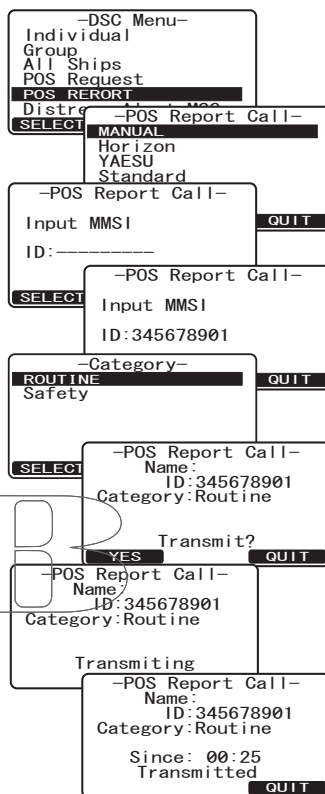 -DSC Menu-
Individual
Group
All Ships
POS Request
POS RERORT
SELECT
-POS Report Call-
MANUAL
Horizon
YAESU
Standard
QUIT
-POS Report Call-
Input MMSI
ID:---------
SELECT
-POS Report Call-
Input MMSI
ID:345678901
QUIT
-Category-
ROUTINE
Safety
SELECT
-POS Report Call-
Name:
ID:345678901
Category:Routine
Transmit?
YES QUIT
-POS Report Call-
Name:
ID:345678901
Category:Routine
Transmiting
-POS Report Call-
Name:
ID:345678901
Category:Routine
Since: 00:25
Transmitted
QUIT